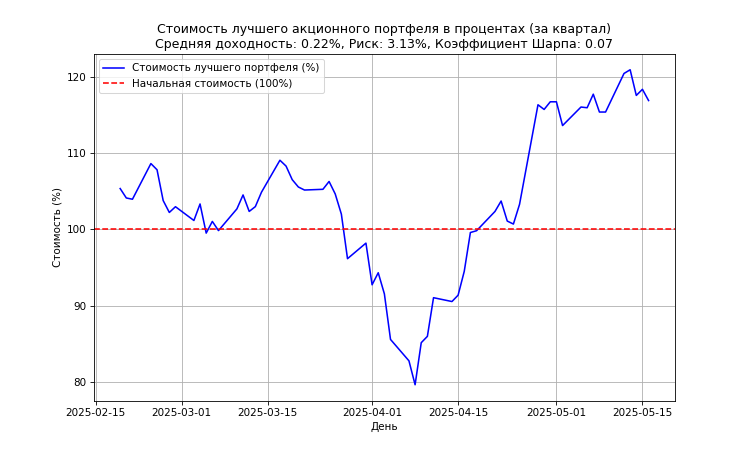 Стоимость лучшего акционного портфеля в процентах (за квартал)
Средняя доходность: 0.22%, Риск: 3.13%, Коэффициент Шарпа: 0.07
Стоимость лучшего портфеля (%)
Начальная стоимость (100%)
Стоимость (%)
120
110
100
90
80
2025-02-15 2025-03-01 2025-03-15 2025-04-01 2025-04-15 2025-05-01 2025-05-15
День